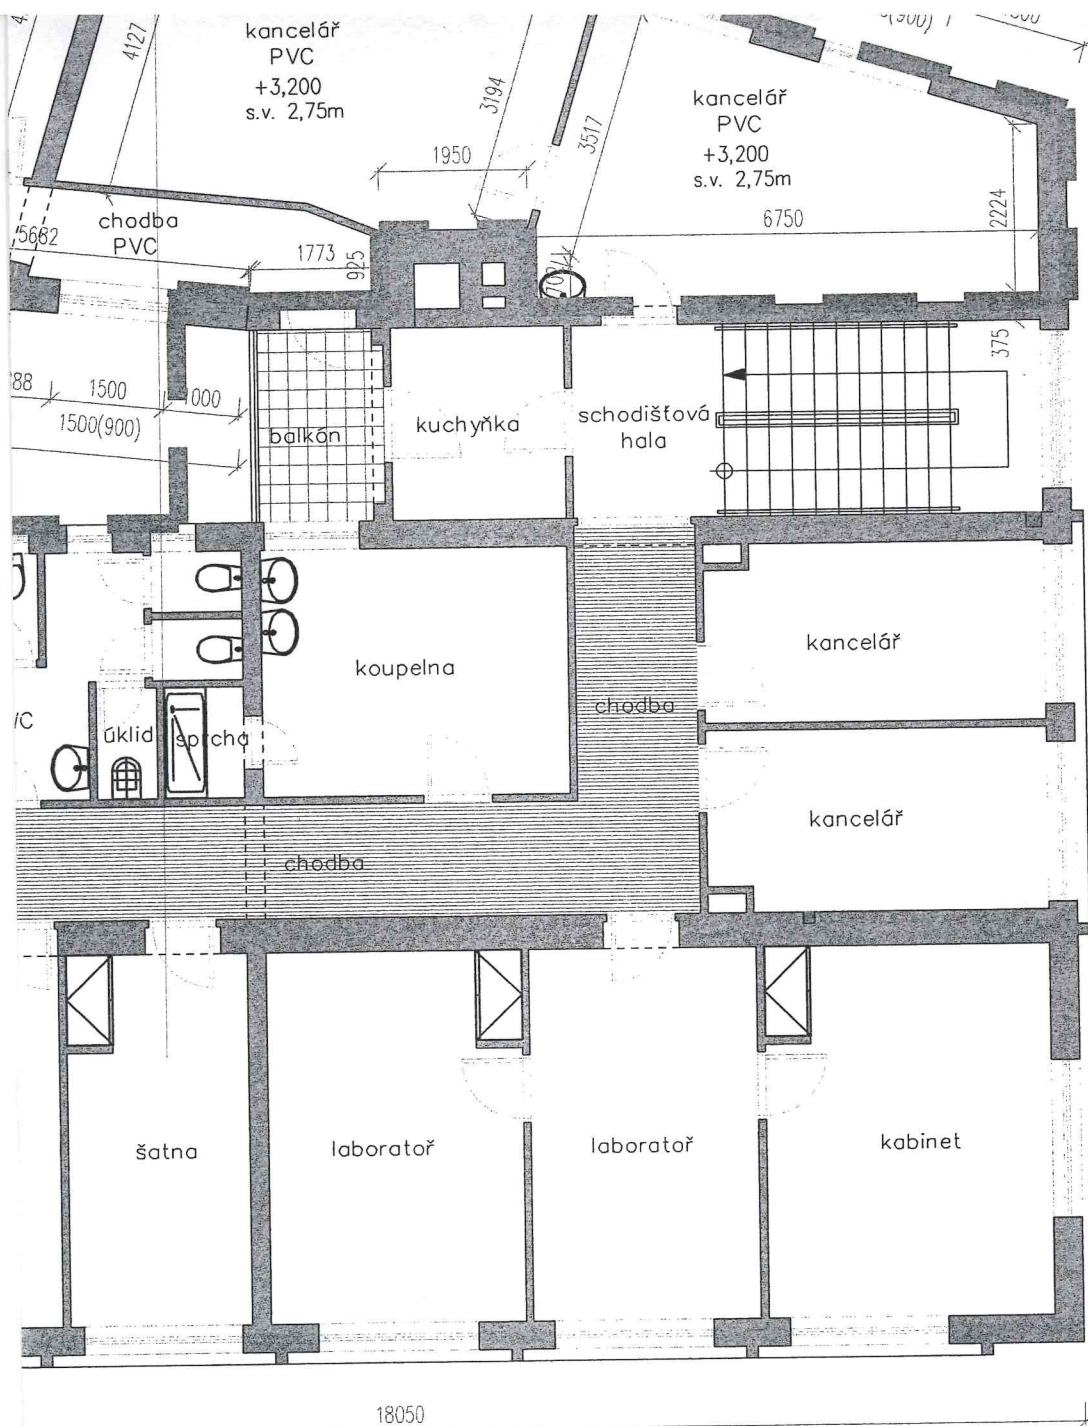 4127
kancelář
PVC
+3,200
s.v. 2,75m
3194
3517
kancelář
PVC
+3,200
s.v. 2,75m
1950
6750
2224
chodba
PVC
1773
925
375
1500
1500(900)
balkón
kuchyňka
schodišťová
hala
koupelna
kancelář
chodba
úklid
sprcha
kancelář
chodba
šatna
laboratoř
laboratoř
kabinet
18050